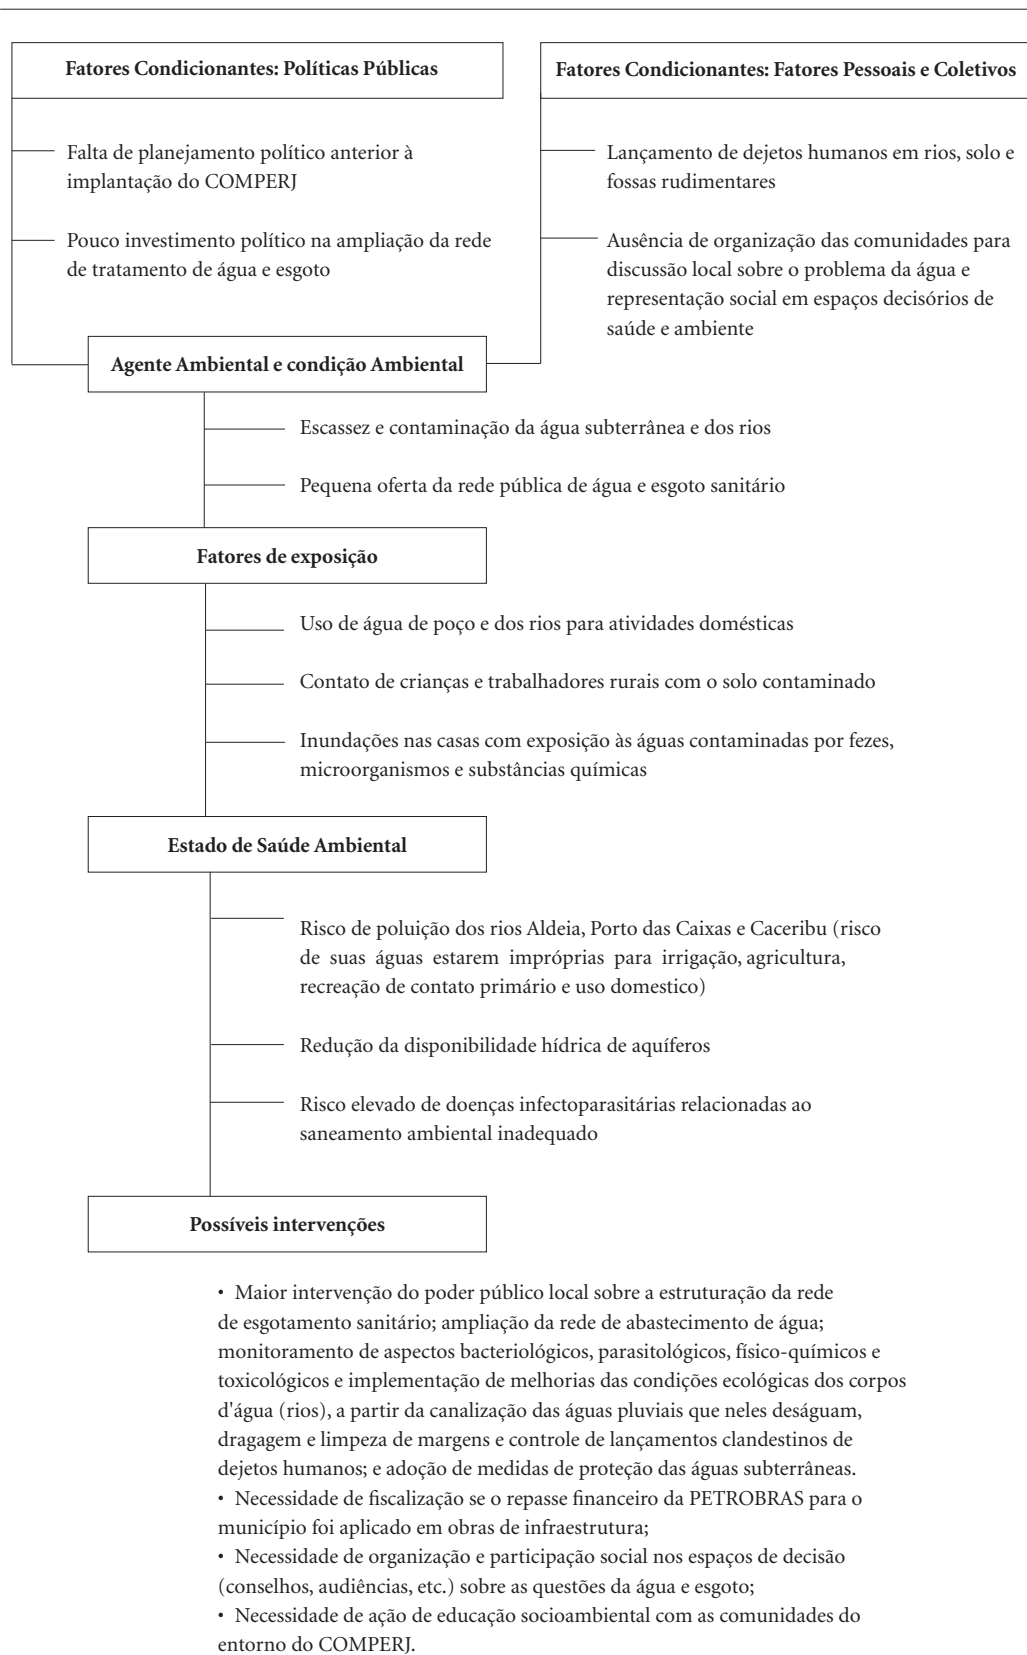 Fatores Condicionantes: Políticas Públicas
Falta de planejamento político anterior à
implantação do COMPERJ
Pouco investimento político na ampliação da rede
de tratamento de água e esgoto
Fatores Condicionantes: Fatores Pessoais e Coletivos
Lançamento de dejetos humanos em rios, solo e
fossas rudimentares
Ausência de organização das comunidades para
discussão local sobre o problema da água e
representação social em espaços decisórios de
saúde e ambiente
Agente Ambiental e condição Ambiental
Escassez e contaminação da água subterrânea e dos rios
Pequena oferta da rede pública de água e esgoto sanitário
Fatores de exposição
Uso de água de poço e dos rios para atividades domésticas
Contato de crianças e trabalhadores rurais com o solo contaminado
Inundações nas casas com exposição às águas contaminadas por fezes,
microorganismos e substâncias químicas
Estado de Saúde Ambiental
Risco de poluição dos rios Aldeia, Porto das Caixas e Caceribu (risco
de suas águas estarem impróprias para irrigação, agricultura,
recreação de contato primário e uso domestico)
Redução da disponibilidade hídrica de aquíferos
Risco elevado de doenças infectoparasitárias relacionadas ao
saneamento ambiental inadequado
Possíveis intervenções
• Maior intervenção do poder público local sobre a estruturação da rede
de esgotamento sanitário; ampliação da rede de abastecimento de água;
monitoramento de aspectos bacteriológicos, parasitológicos, físico-químicos e
toxicológicos e implementação de melhorias das condições ecológicas dos corpos
d'água (rios), a partir da canalização das águas pluviais que neles deságuam,
dragagem e limpeza de margens e controle de lançamentos clandestinos de
dejetos humanos; e adoção de medidas de proteção das águas subterrâneas.
• Necessidade de fiscalização se o repasse financeiro da PETROBRAS para o
município foi aplicado em obras de infraestrutura;
• Necessidade de organização e participação social nos espaços de decisão
(conselhos, audiências, etc.) sobre as questões da água e esgoto;
• Necessidade de ação de educação socioambiental com as comunidades do
entorno do COMPERJ.